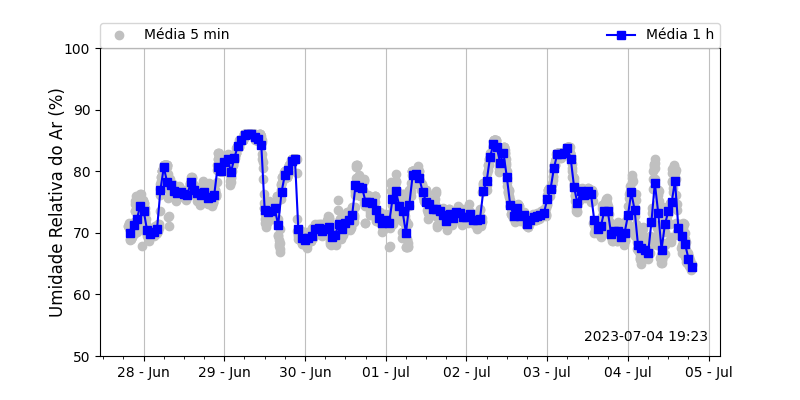 Média 5 min
Média 1 h
100
90
80
70
60
50
Umidade Relativa do Ar (%)
2023-07-04 19:23
28 - Jun
29 - Jun
30 - Jun
01 - Jul
02 - Jul
03 - Jul
04 - Jul
05 - Jul